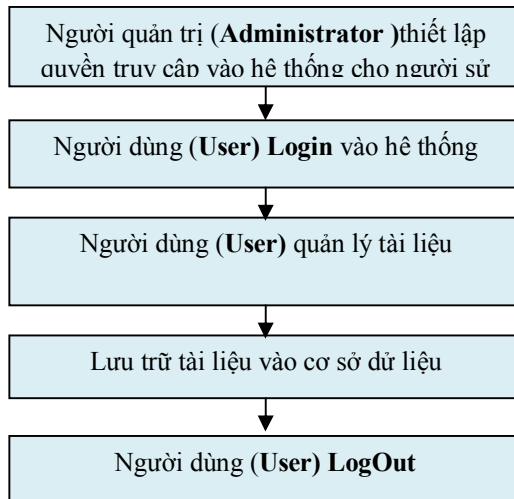 Người quản trị (Administrator )thiết lập
quyền truy cập vào hệ thống cho người sử
Người dùng (User) Login vào hê thống
Người dùng (User) quản lý tài liệu
Lưu trữ tài liệu vào cơ sở dử liệu
Người dùng (User) LogOut